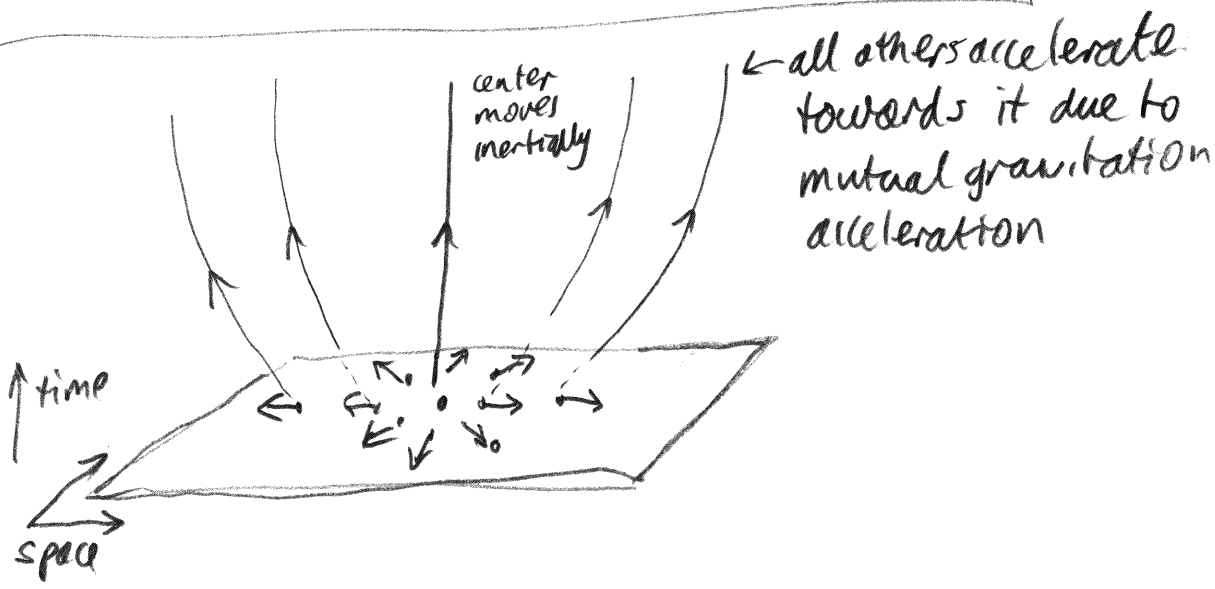 center
moves
inertially
all others accelerate
towards it due to
mutual gravitation
acceleration
time
space